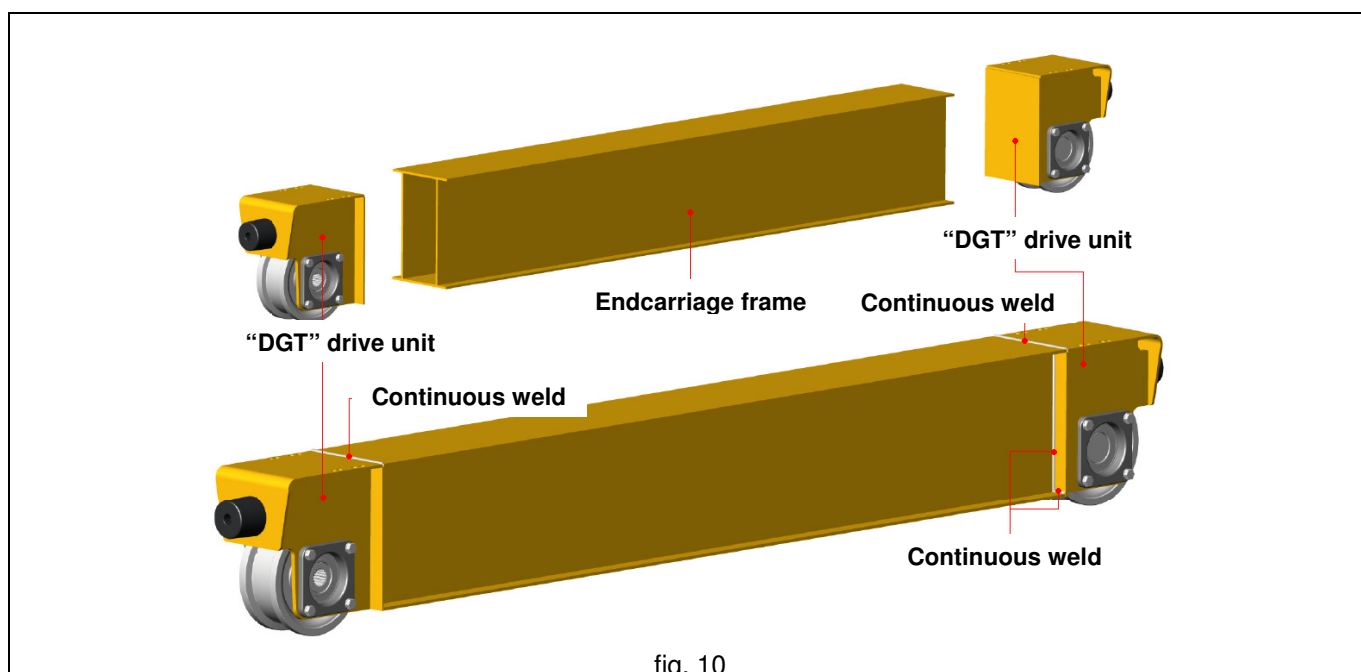 “DGT” drive unit
Endcarriage frame
Continuous weld
“DGT” drive unit
Continuous weld
Continuous weld
fig. 10